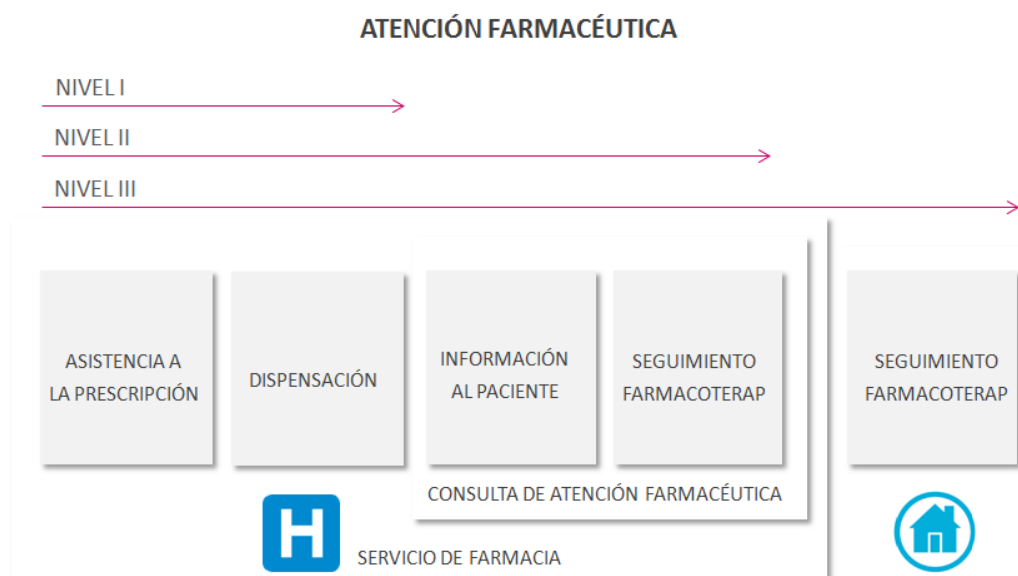 ATENCIÓN FARMACÉUTICA
NIVEL I
NIVEL II
NIVEL III
ASISTENCIA A
LA PRESCRIPCIÓN
DISPENSACIÓN
INFORMACIÓN
AL PACIENTE
SEGUIMIENTO
FARMACOTERAP
SEGUIMIENTO
FARMACOTERAP
CONSULTA DE ATENCIÓN FARMACÉUTICA
H
SERVICIO DE FARMACIA